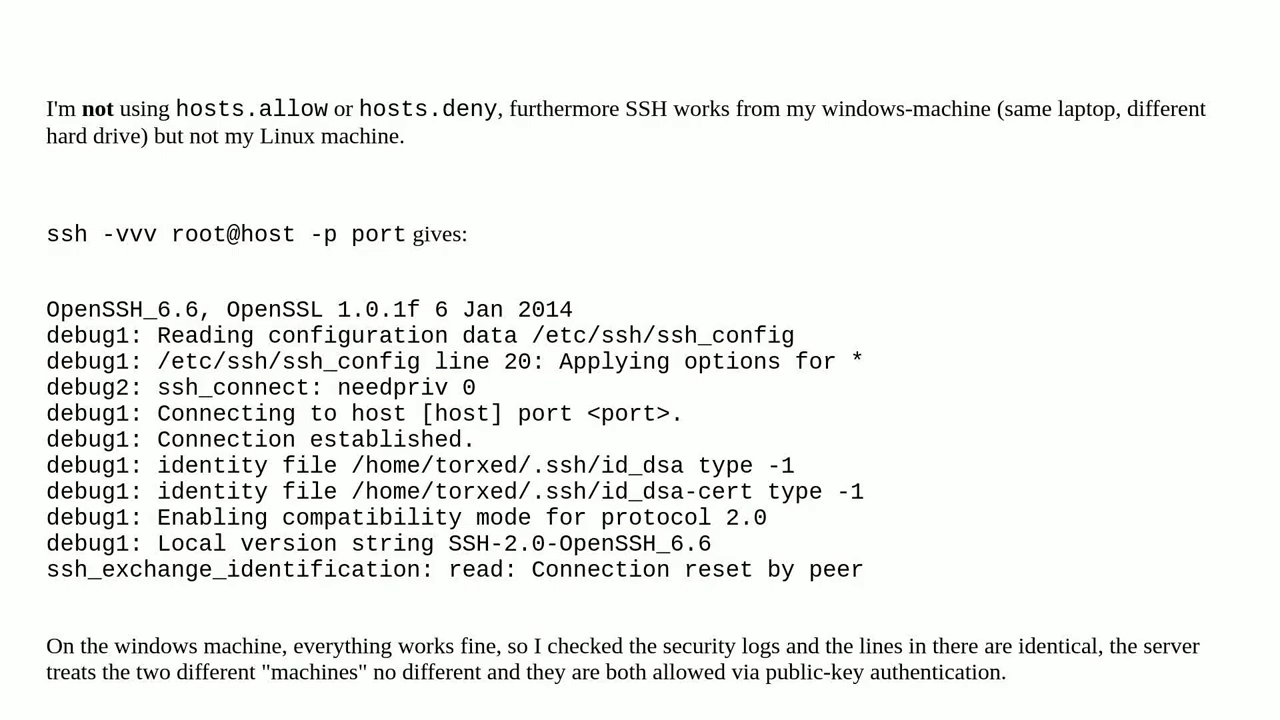 I'm not using hosts.allow or hosts.deny, furthermore SSH works from my windows-machine (same laptop, different
hard drive) but not my Linux machine.
ssh -vvv root@host -p port gives:
OpenSSH_6.6, OpenSSL 1.0.1f 6 Jan 2014
debug1: Reading configuration data /etc/ssh/ssh_config
debug1: /etc/ssh/ssh_config line 20: Applying options for *
debug2: ssh_connect: needpriv 0
debug1: Connecting to host [host] port <port>.
debug1: Connection established.
debug1: identity file /home/torxed/.ssh/id_dsa type -1
debug1: identity file /home/torxed/.ssh/id_dsa-cert type -1
debug1: Enabling compatibility mode for protocol 2.0
debug1: Local version string SSH-2.0-OpenSSH_6.6
ssh_exchange_identification: read: Connection reset by peer
On the windows machine, everything works fine, so I checked the security logs and the lines in there are identical, the server
treats the two different "machines" no different and they are both allowed via public-key authentication.